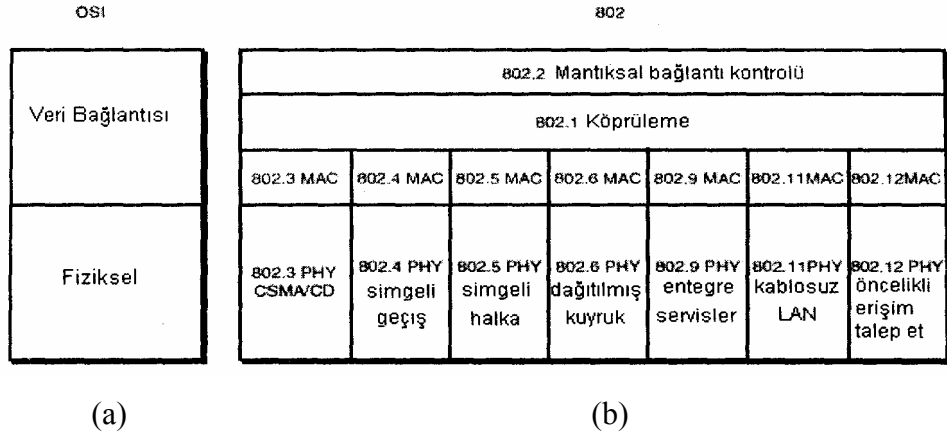 OSI
802
Veri Bağlantısı
Fiziksel
802.2 Mantıksal bağlantı kontrolü
802.1 Köprüleme
802.3 MAC
802.4 MAC
802.5 MAC
802.6 MAC
802.9 MAC
802.11MAC
802.12MAC
802.3 PHY
CSMA/CD
802.4 PHY
simgeli
geçiş
802.5 PHY
simgeli
halka
802.6 PHY
dağıtılmış
kuyruk
802.9 PHY
entegre
servisler
802.11PHY
kablosuz
LAN
802.12 PHY
öncelikli
erişim
talep et
(a)
(b)